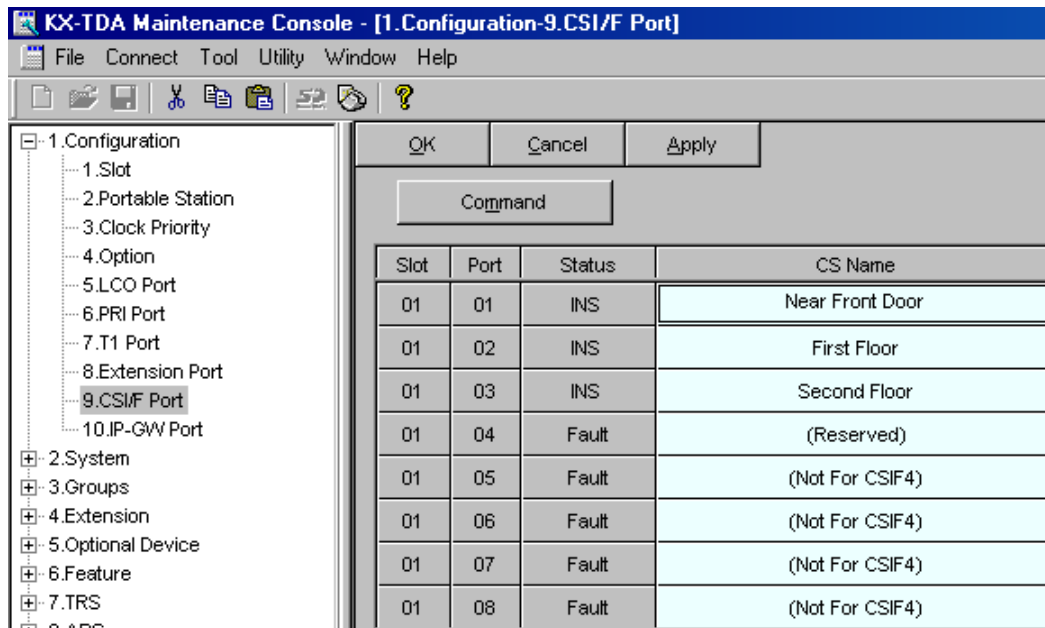 KX-TDA Maintenance Console - [1.Configuration-9.CSI/F Port]
File Connect Tool Utility Window Help
1.Configuration
1.Slot
2.Portable Station
3.Clock Priority
4.Option
5.LCO Port
6.PRI Port
7.T1 Port
8.Extension Port
9.CSI/F Port
10.IP-GW Port
2.System
3.Groups
4.Extension
5.Optional Device
6.Feature
7.TRS
OK Cancel Apply
Command
Slot Port Status CS Name
01 01 INS Near Front Door
01 02 INS First Floor
01 03 INS Second Floor
01 04 Fault (Reserved)
01 05 Fault (Not For CSIF4)
01 06 Fault (Not For CSIF4)
01 07 Fault (Not For CSIF4)
01 08 Fault (Not For CSIF4)